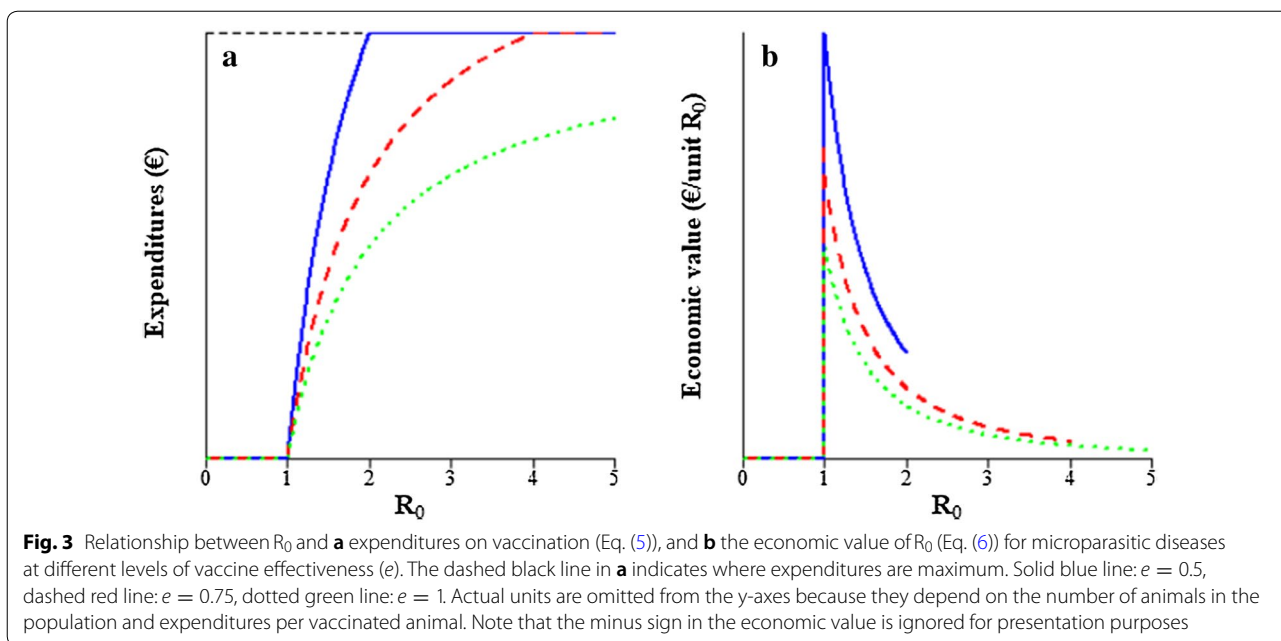 a
Expenditures (€)
0 1 2 3 4 5
R₀
b
Economic value (€/unit R₀)
0 1 2 3 4 5
R₀
Fig. 3 Relationship between R₀ and a expenditures on vaccination (Eq. (5)), and b the economic value of R₀ (Eq. (6)) for microparasitic diseases
at different levels of vaccine effectiveness (e). The dashed black line in a indicates where expenditures are maximum. Solid blue line: e = 0.5,
dashed red line: e = 0.75, dotted green line: e = 1. Actual units are omitted from the y-axes because they depend on the number of animals in the
population and expenditures per vaccinated animal. Note that the minus sign in the economic value is ignored for presentation purposes